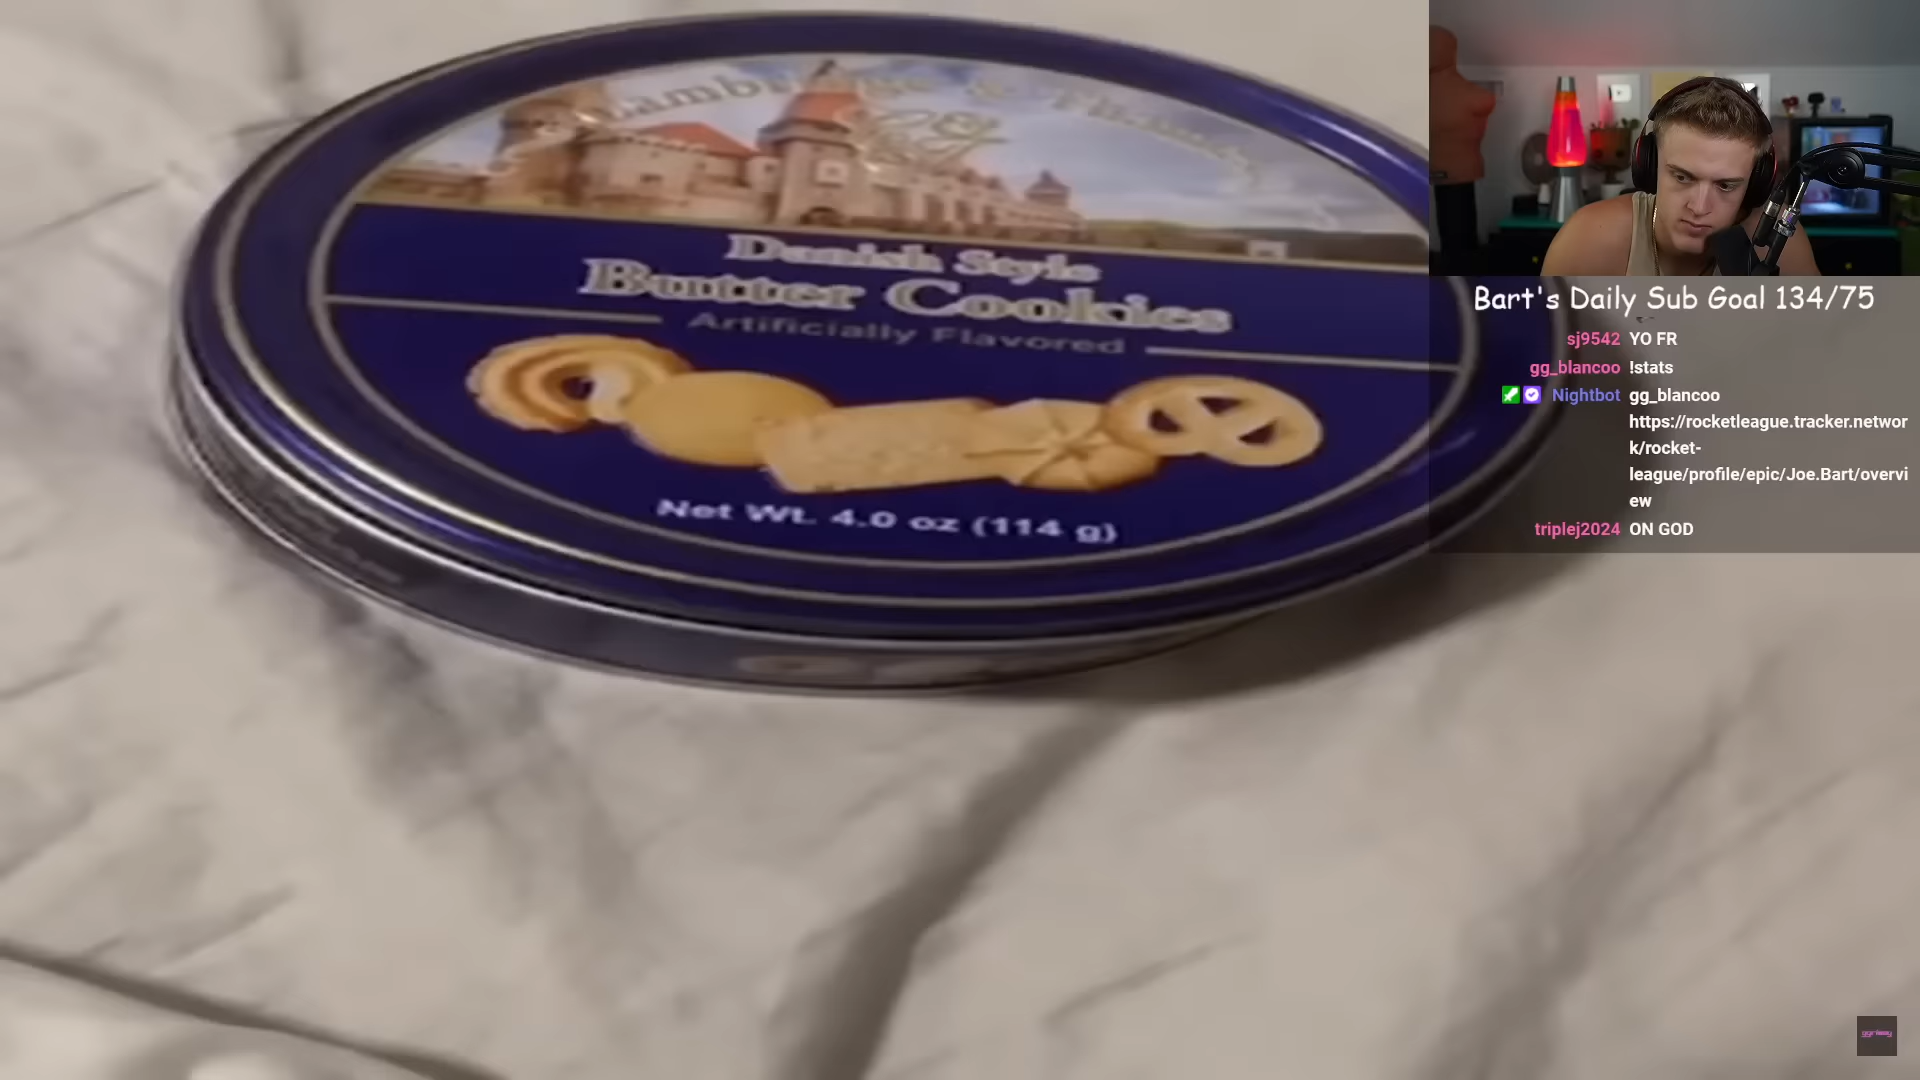 Danish Style
Butter Cookies
Artificially Flavored
Net Wt. 4.0 oz (114 g)
Bart's Daily Sub Goal 134/75
sj9542 YO FR
gg_blancoo !stats
Nightbot gg_blancoo
https://rocketleague.tracker.networ
k/rocket-
league/profile/epic/Joe.Bart/overvi
ew
triplej2024 ON GOD